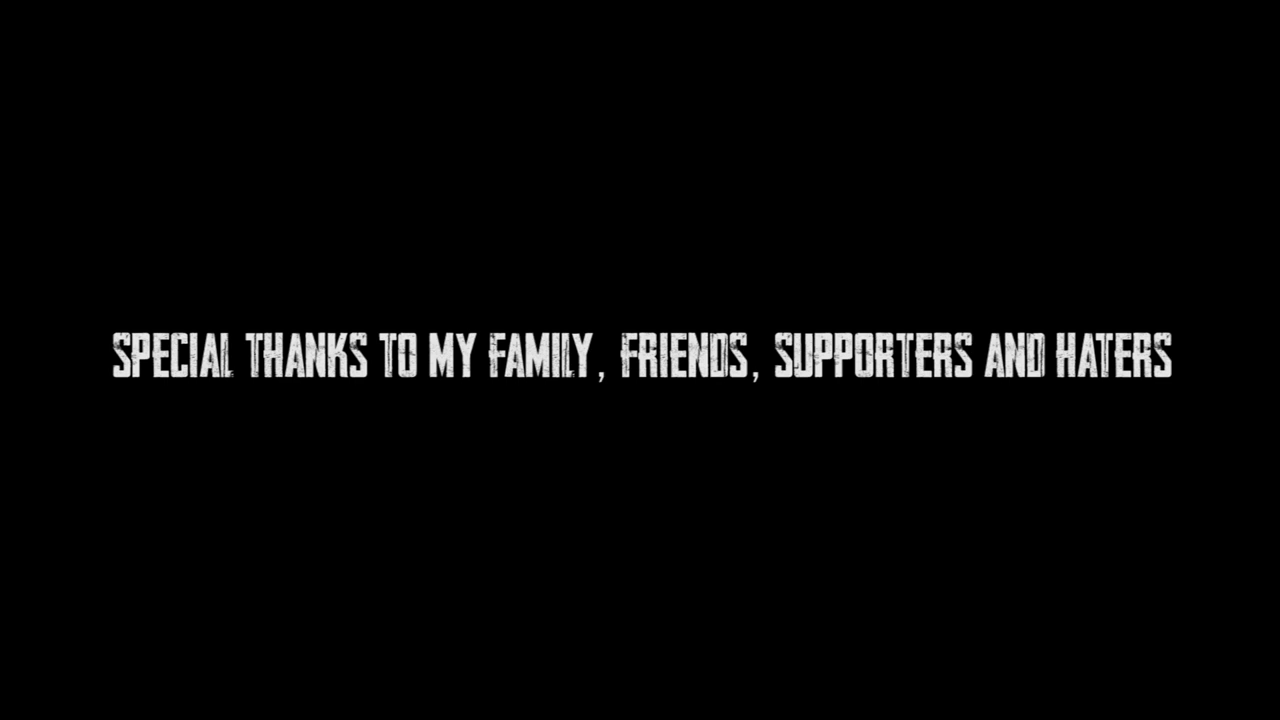 SPECIAL THANKS TO MY FAMILY, FRIENDS, SUPPORTERS AND HATERS